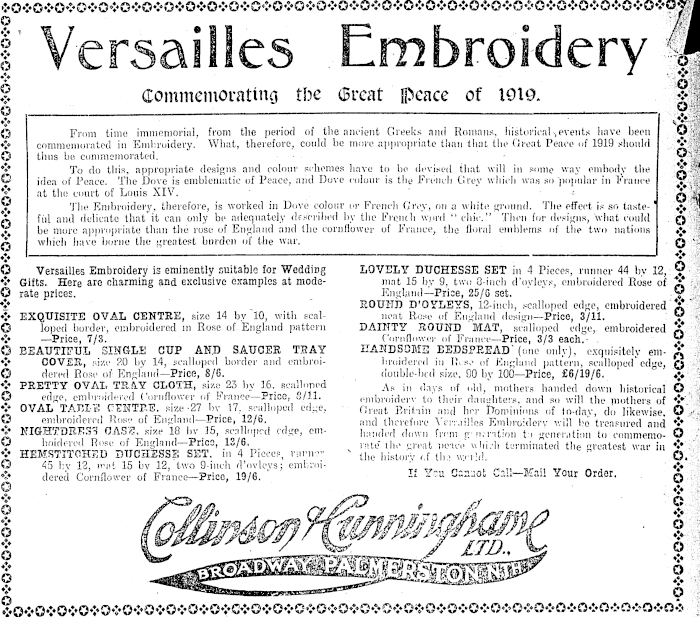 Versailles Embroidery
Commemorating the Great Peace of 1919.
From time immemorial, from the period of the ancient Greeks and Romans, historical events have been
commemorated in Embroidery. What, therefore, could be more appropriate than that the Great Peace of 1919 should
thus be commemorated.
To do this, appropriate designs and colour schemes have to be devised that will in some way embody the
idea of Peace. The Dove is emblematic of Peace, and Dove colour is the French Grey which was so popular in France
at the court of Louis XIV.
The Embroidery, therefore, is worked in Dove colour or French Grey, on a white ground. The effect is so taste-
ful and delicate that it can only be adequately described by the French word "chic." Then for designs, what could
be more appropriate than the rose of England and the cornflower of France, the floral emblems of the two nations
which have borne the greatest burden of the war.
Versailles Embroidery is eminently suitable for Wedding
Gifts. Here are charming and exclusive examples at mode-
rate prices.
EXQUISITE OVAL CENTRE, size 14 by 10, with scal-
loped border, embroidered in Rose of England pattern
—Price, 7/3.
BEAUTIFUL SINGLE CUP AND SAUCER TRAY
COVER, size 20 by 14, scalloped border and embroi-
dered Rose of England—Price, 8/6.
PRETTY OVAL TRAY CLOTH, size 23 by 16, scalloped
edge, embroidered Cornflower of France—Price, 8/11.
OVAL TABLE CENTRE, size 27 by 17, scalloped edge,
embroidered Rose of England—Price, 12/6.
NIGHTDRESS CASE, size 18 by 15, scalloped edge, em-
boidered Rose of England—Price, 13/6.
HEMSTITCHED DUCHESSE SET, in 4 Pieces, runner
45 by 12, mat 15 by 12, two 9-inch d'oyleys; embroi-
dered Cornflower of France—Price, 19/6.
LOVELY DUCHESSE SET in 4 Pieces, runner 44 by 12,
mat 15 by 9, two 8-inch d'oyleys, embroidered Rose of
England—Price, 25/6 set.
ROUND D'OYLEYS, 12-inch, scalloped edge, embroidered
neat Rose of England design—Price, 3/11.
DAINTY ROUND MAT, scalloped edge, embroidered
Cornflower of France—Price, 3/3 each.
HANDSOME BEDSPREAD (one only), exquisitely em-
broidered in Rose of England pattern, scalloped edge,
double-bed size, 90 by 100—Price, £6/19/6.
As in days of old, mothers handed down historical
embroidery to their daughters, and so will the mothers of
Great Britain and her Dominions of to-day, do likewise,
and therefore Versailles Embroidery will be treasured and
handed down from generation to generation to commemo-
rate the great peace which terminated the greatest war in
the history of the world.
If You Cannot Call—Mail Your Order.
Collinson & Cunninghame
LTD.,
BROADWAY, PALMERSTON NTH.